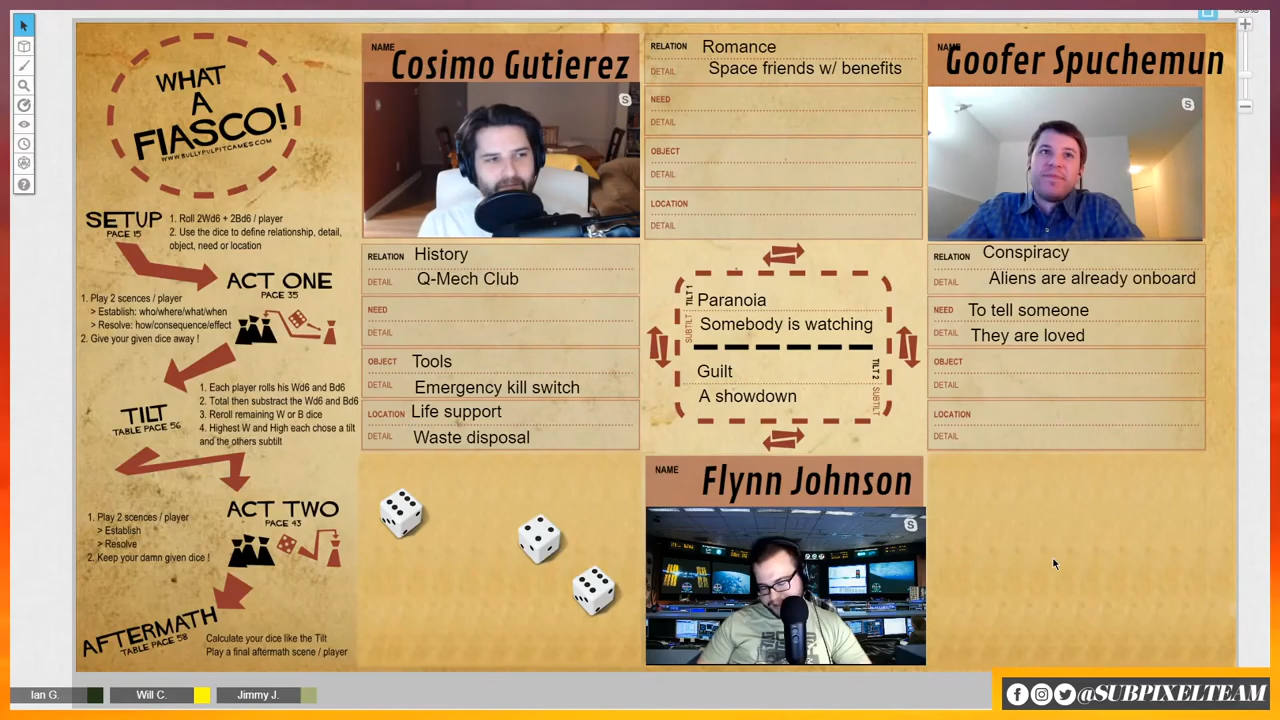 WHAT
A
FIASCO!
WWW.BULLYPULPITGAMES.COM
SETUP
PAGE 15
1. Roll 2Wd6 + 2Bd6 / player
2. Use the dice to define relationship, detail,
object, need or location
ACT ONE
PAGE 35
1. Play 2 scences / player
> Establish: who/where/what/when
> Resolve: how/consequence/effect
2. Give your given dice away !
TILT
TABLE PAGE 56
1. Each player rolls his Wd6 and Bd6
2. Total then substract the Wd6 and Bd6
3. Reroll remaining W or B dice
4. Highest W and High each chose a tilt
and the others subtilt
ACT TWO
PAGE 43
1. Play 2 scences / player
> Establish
> Resolve
2. Keep your damn given dice !
AFTERMATH
TABLE PAGE 58
Calculate your dice like the Tilt
Play a final aftermath scene / player
NAME
Cosimo Gutierez
RELATION Romance
DETAIL Space friends w/ benefits
NEED
DETAIL
OBJECT
DETAIL
LOCATION
DETAIL
NAME
Goofer Spuchemun
RELATION History
DETAIL Q-Mech Club
NEED
DETAIL
OBJECT Tools
DETAIL Emergency kill switch
LOCATION Life support
DETAIL Waste disposal
TILT 1
Paranoia
SUBTILT
Somebody is watching
TILT 2
Guilt
SUBTILT
A showdown
RELATION Conspiracy
DETAIL Aliens are already onboard
NEED To tell someone
DETAIL They are loved
OBJECT
DETAIL
LOCATION
DETAIL
NAME
Flynn Johnson
Ian G.
Will C.
Jimmy J.
@SUBPIXELTEAM